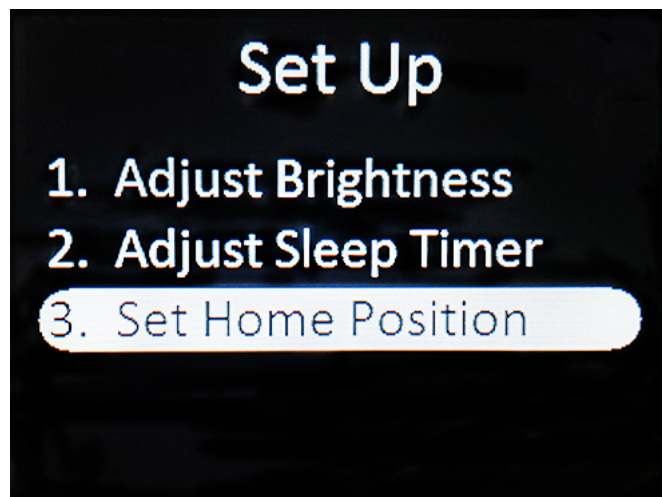 Set Up
1. Adjust Brightness
2. Adjust Sleep Timer
3. Set Home Position